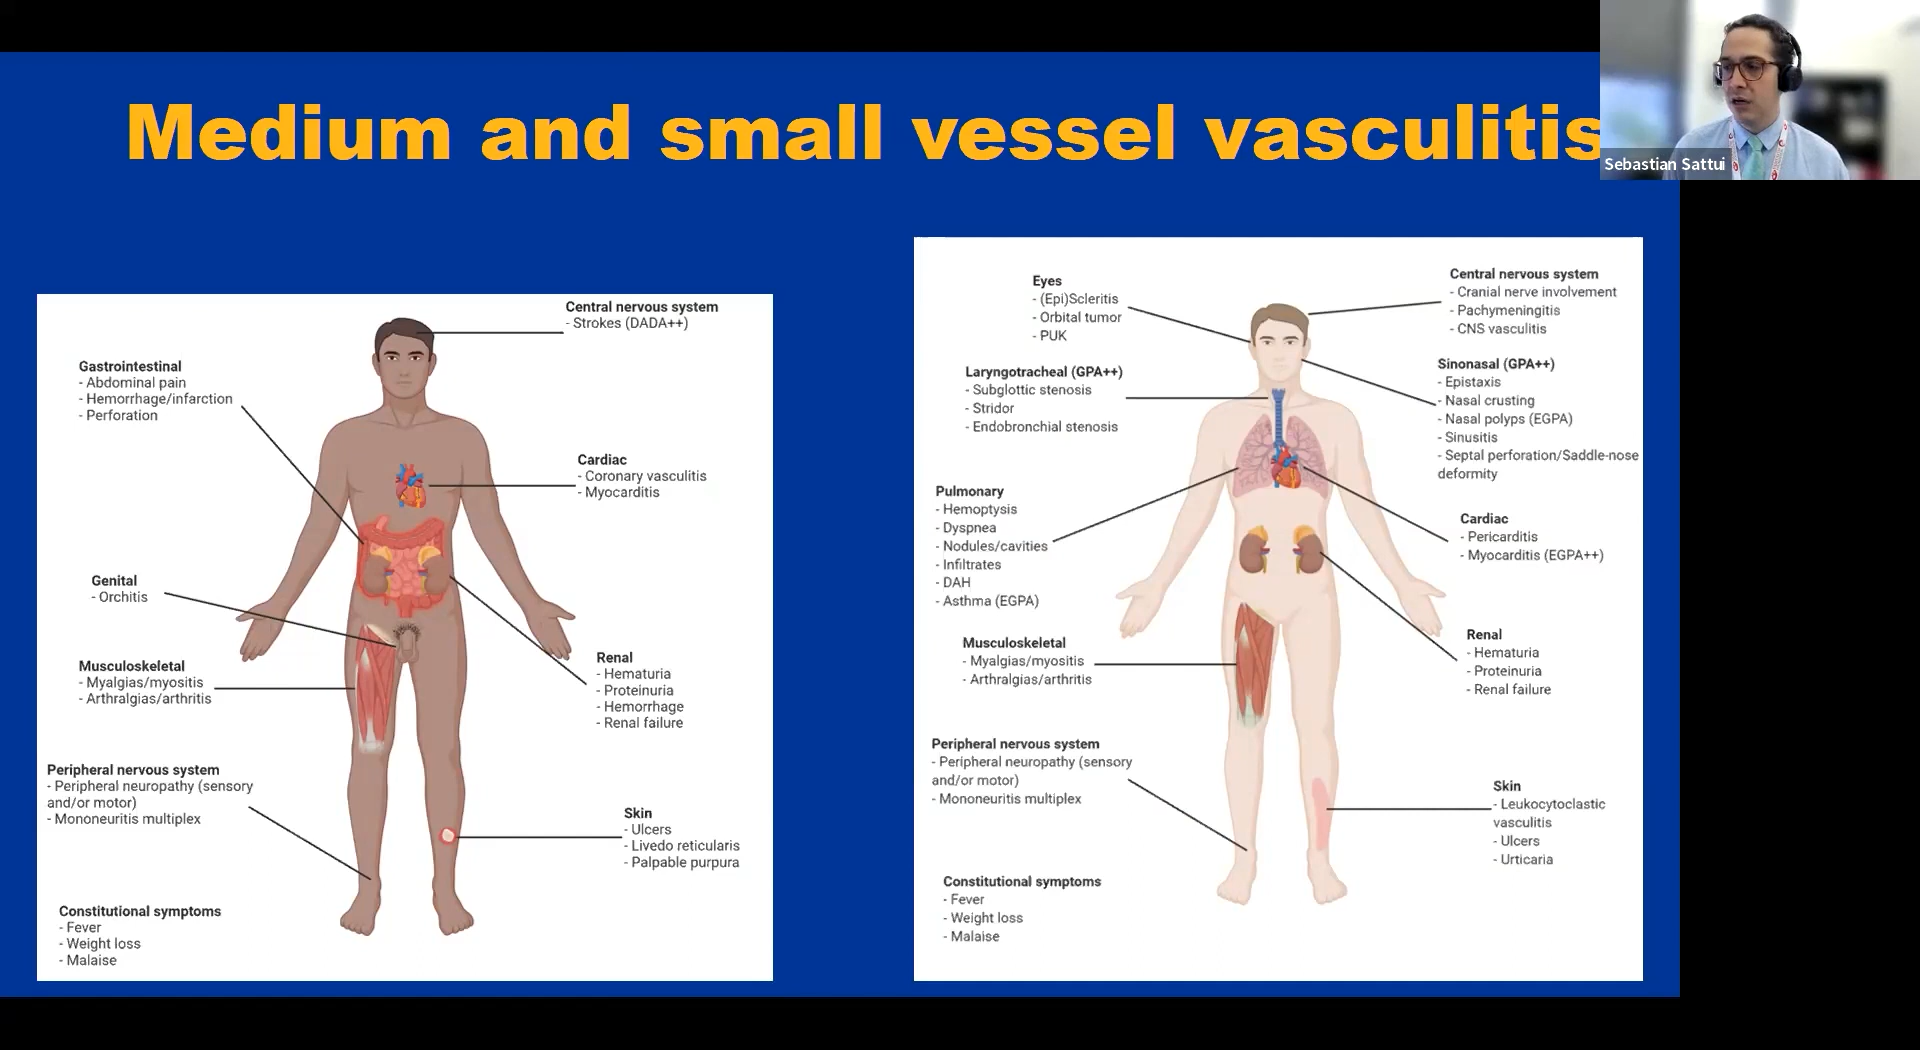 Medium and small vessel vasculitis
Sebastian Sattui
Central nervous system
- Strokes (DADA++)
Gastrointestinal
- Abdominal pain
- Hemorrhage/infarction
- Perforation
Cardiac
- Coronary vasculitis
- Myocarditis
Genital
- Orchitis
Musculoskeletal
- Myalgias/myositis
- Arthralgias/arthritis
Renal
- Hematuria
- Proteinuria
- Hemorrhage
- Renal failure
Peripheral nervous system
- Peripheral neuropathy (sensory
and/or motor)
- Mononeuritis multiplex
Skin
- Ulcers
- Livedo reticularis
- Palpable purpura
Constitutional symptoms
- Fever
- Weight loss
- Malaise
Eyes
- (Epi)Scleritis
- Orbital tumor
- PUK
Central nervous system
- Cranial nerve involvement
- Pachymeningitis
- CNS vasculitis
Laryngotracheal (GPA++)
- Subglottic stenosis
- Stridor
- Endobronchial stenosis
Sinonasal (GPA++)
- Epistaxis
- Nasal crusting
- Nasal polyps (EGPA)
- Sinusitis
- Septal perforation/Saddle-nose
deformity
Pulmonary
- Hemoptysis
- Dyspnea
- Nodules/cavities
- Infiltrates
- DAH
- Asthma (EGPA)
Cardiac
- Pericarditis
- Myocarditis (EGPA++)
Musculoskeletal
- Myalgias/myositis
- Arthralgias/arthritis
Renal
- Hematuria
- Proteinuria
- Renal failure
Peripheral nervous system
- Peripheral neuropathy (sensory
and/or motor)
- Mononeuritis multiplex
Skin
- Leukocytoclastic
vasculitis
- Ulcers
- Urticaria
Constitutional symptoms
- Fever
- Weight loss
- Malaise